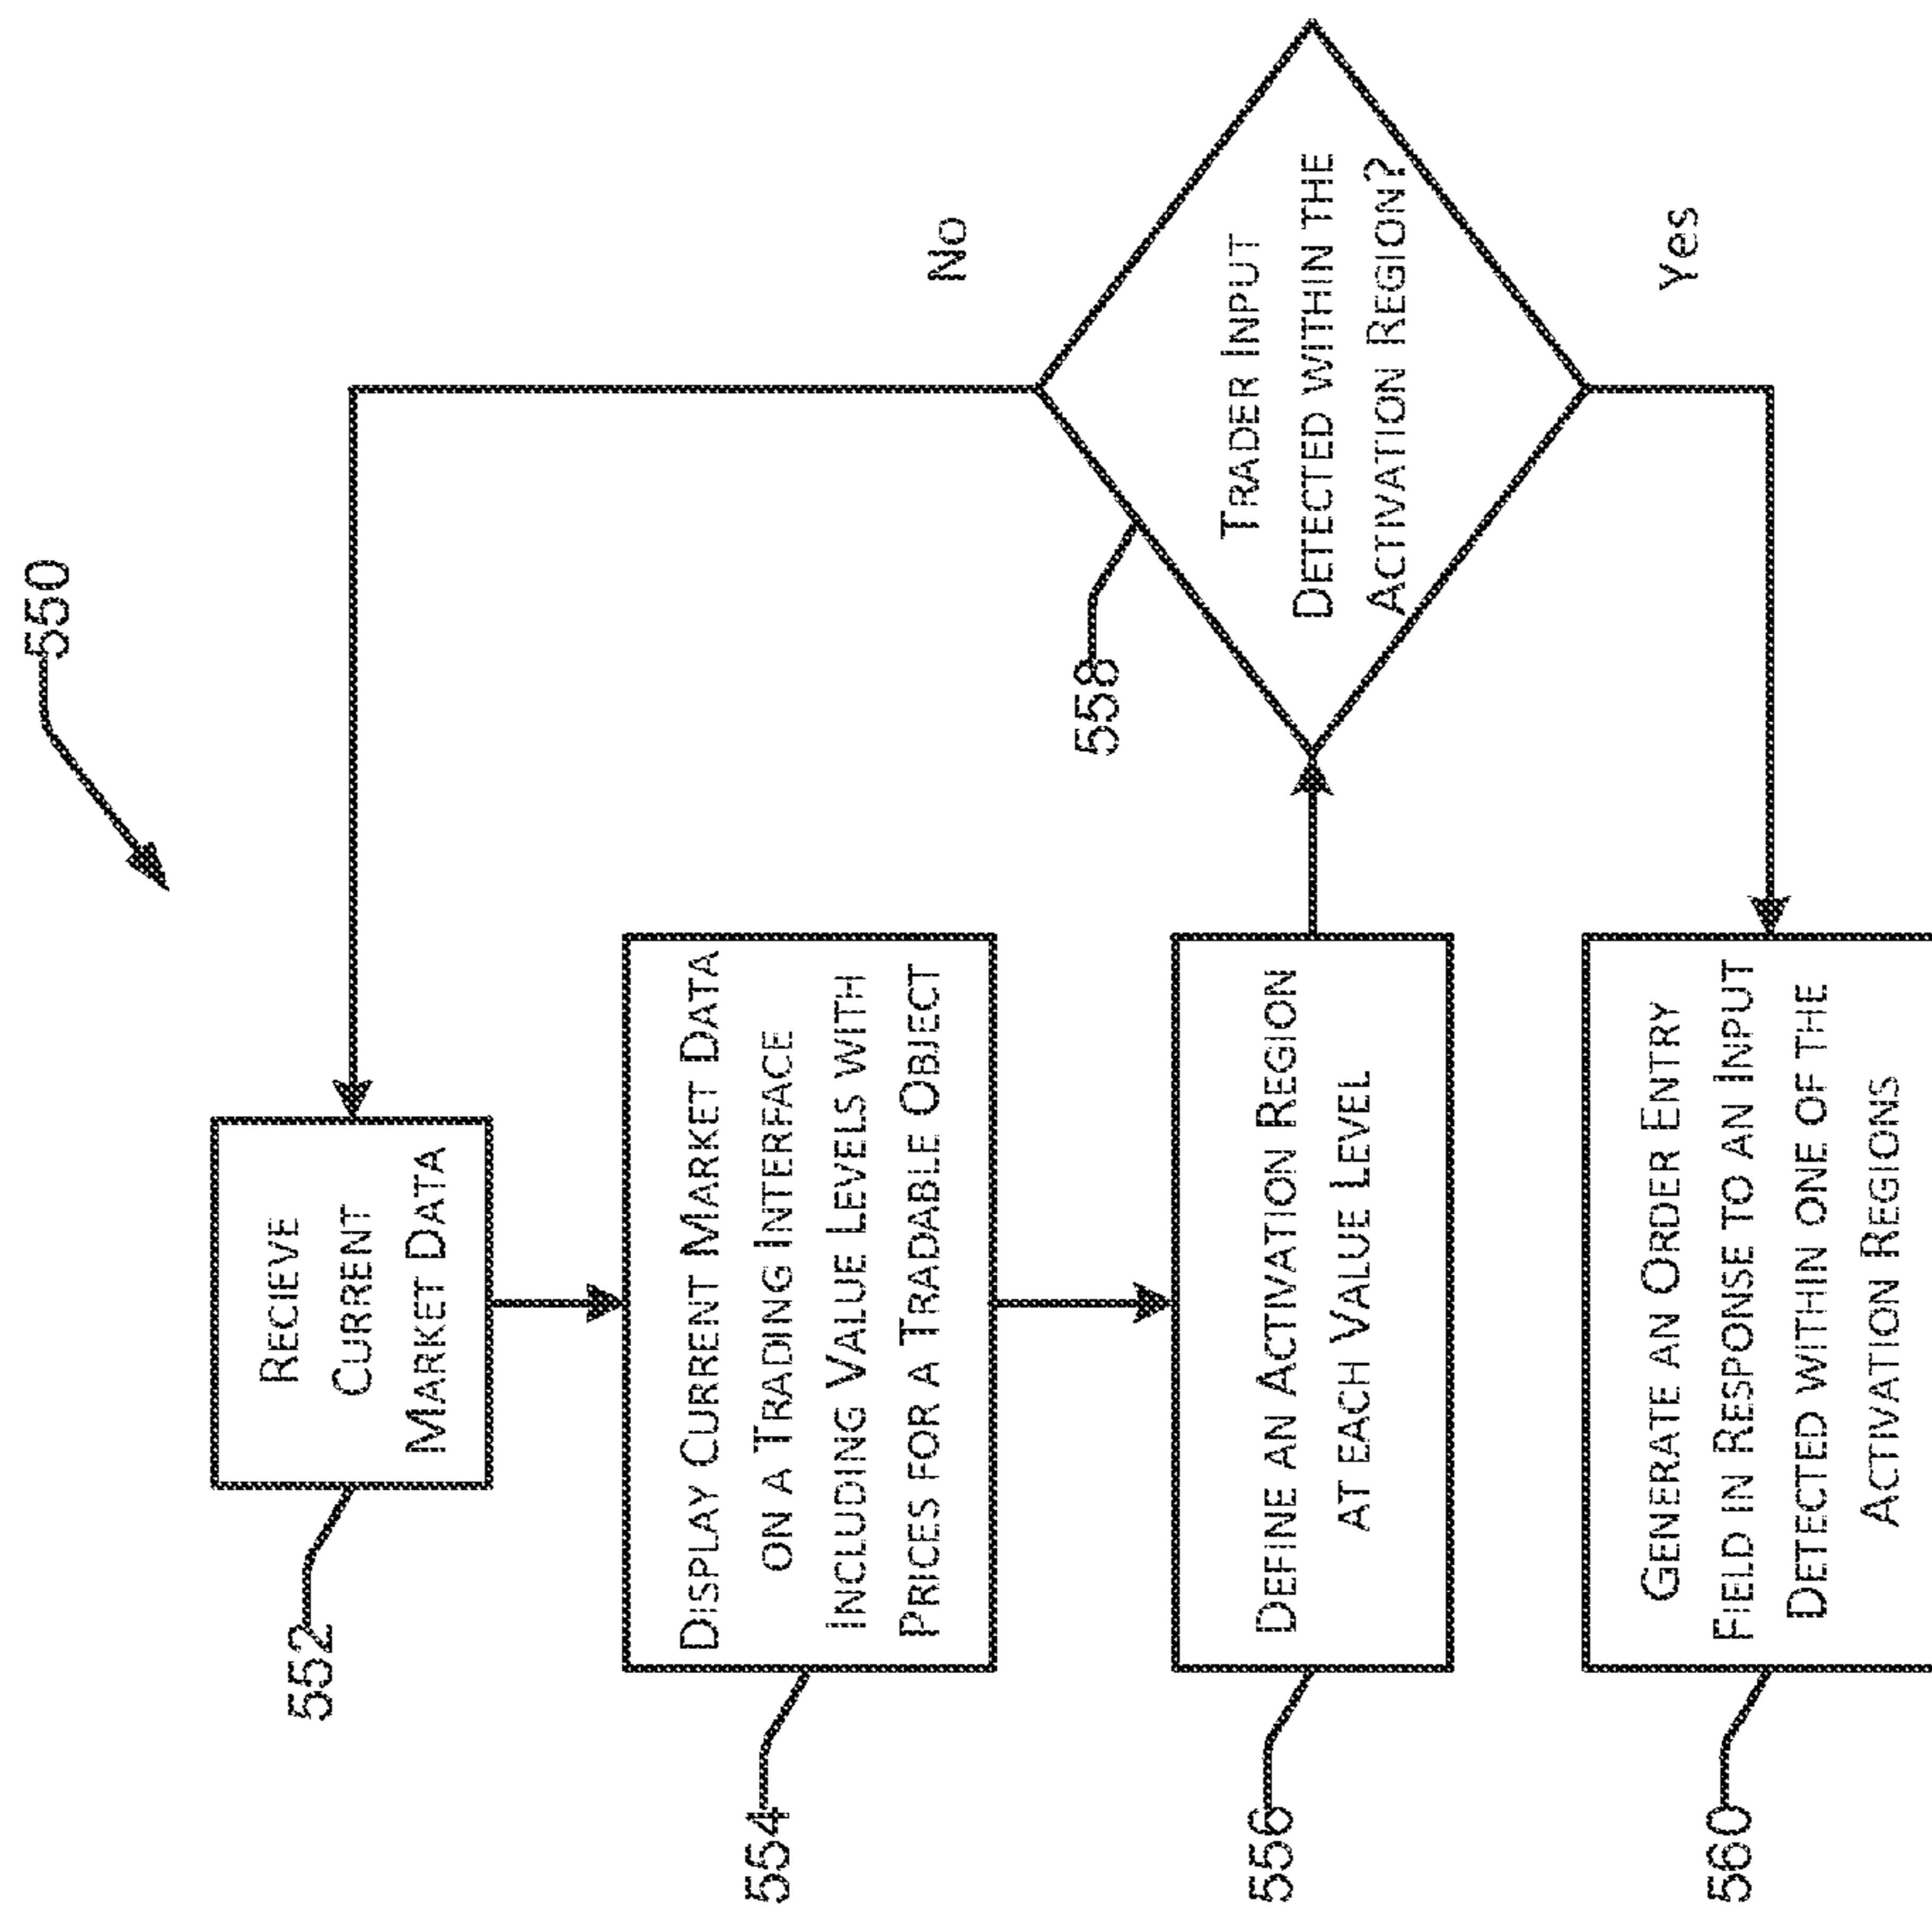 550
552
RECIEVE
CURRENT
MARKET DATA
554
DISPLAY CURRENT MARKET DATA
ON A TRADING INTERFACE
INCLUDING VALUE LEVELS WITH
PRICES FOR A TRADABLE OBJECT
556
DEFINE AN ACTIVATION REGION
AT EACH VALUE LEVEL
558
TRADER INPUT
DETECTED WITHIN THE
ACTIVATION REGION?
No
Yes
560
GENERATE AN ORDER ENTRY
FIELD IN RESPONSE TO AN INPUT
DETECTED WITHIN ONE OF THE
ACTIVATION REGIONS